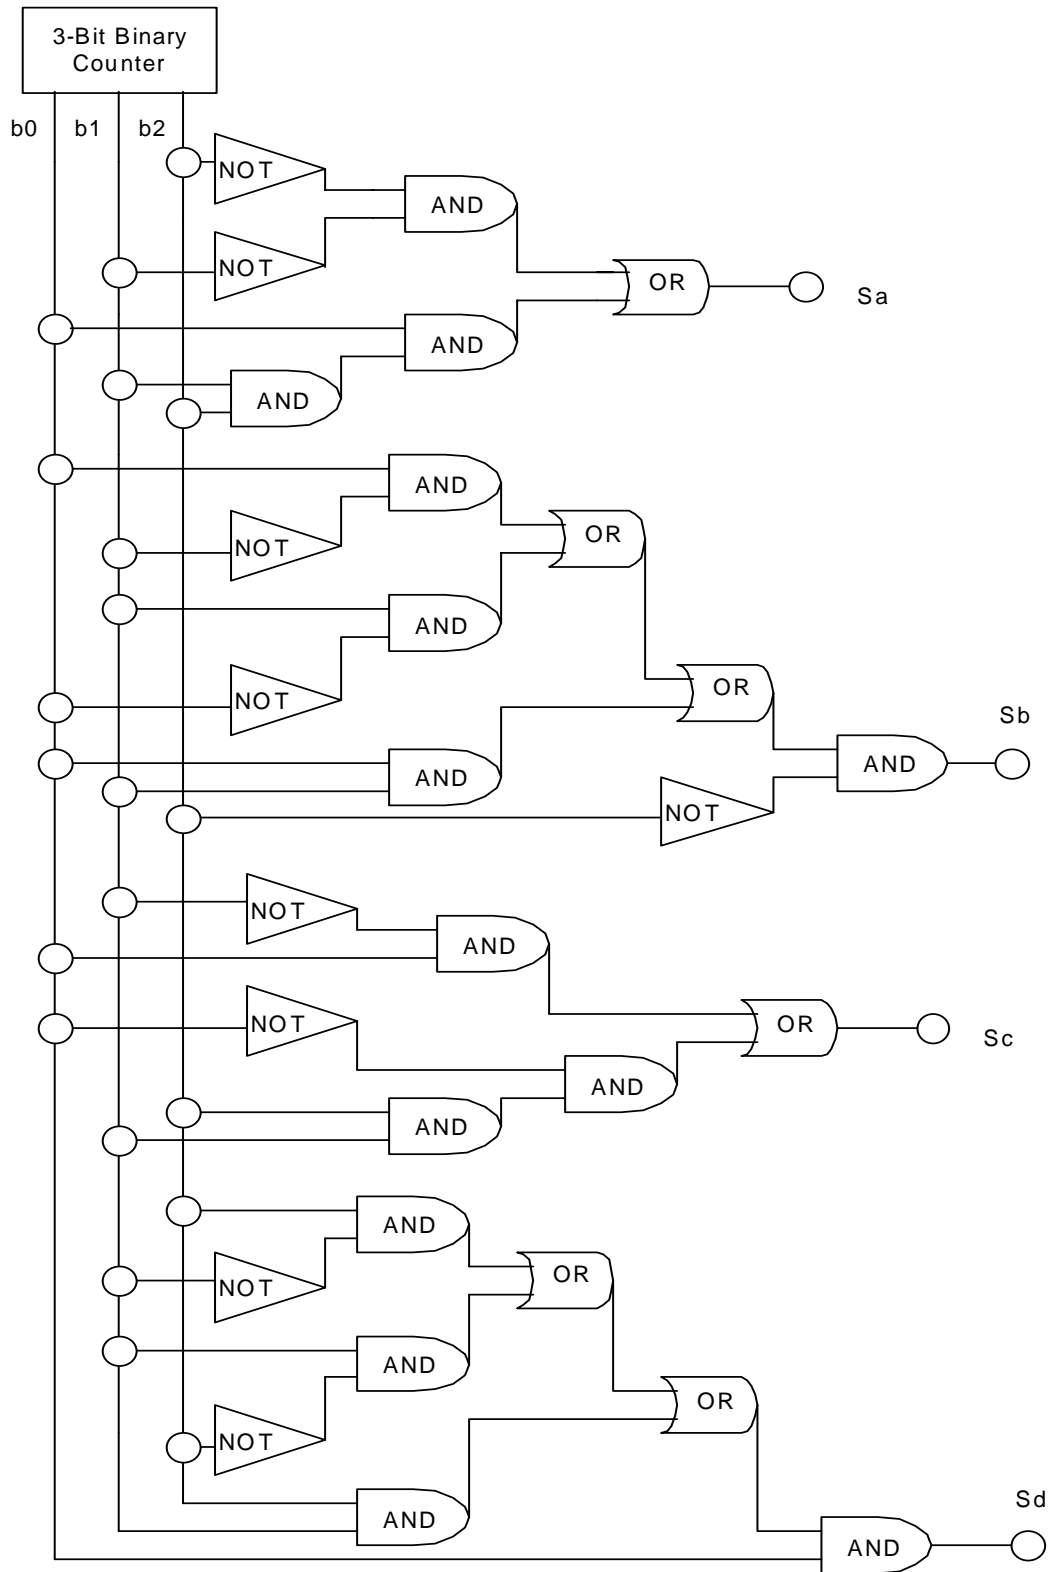 3-Bit Binary
Counter
b0
b1
b2
NOT
AND
NOT
OR
Sa
AND
AND
AND
NOT
OR
AND
NOT
OR
Sb
AND
AND
NOT
NOT
AND
NOT
OR
Sc
AND
AND
AND
NOT
OR
AND
OR
NOT
AND
Sd
AND